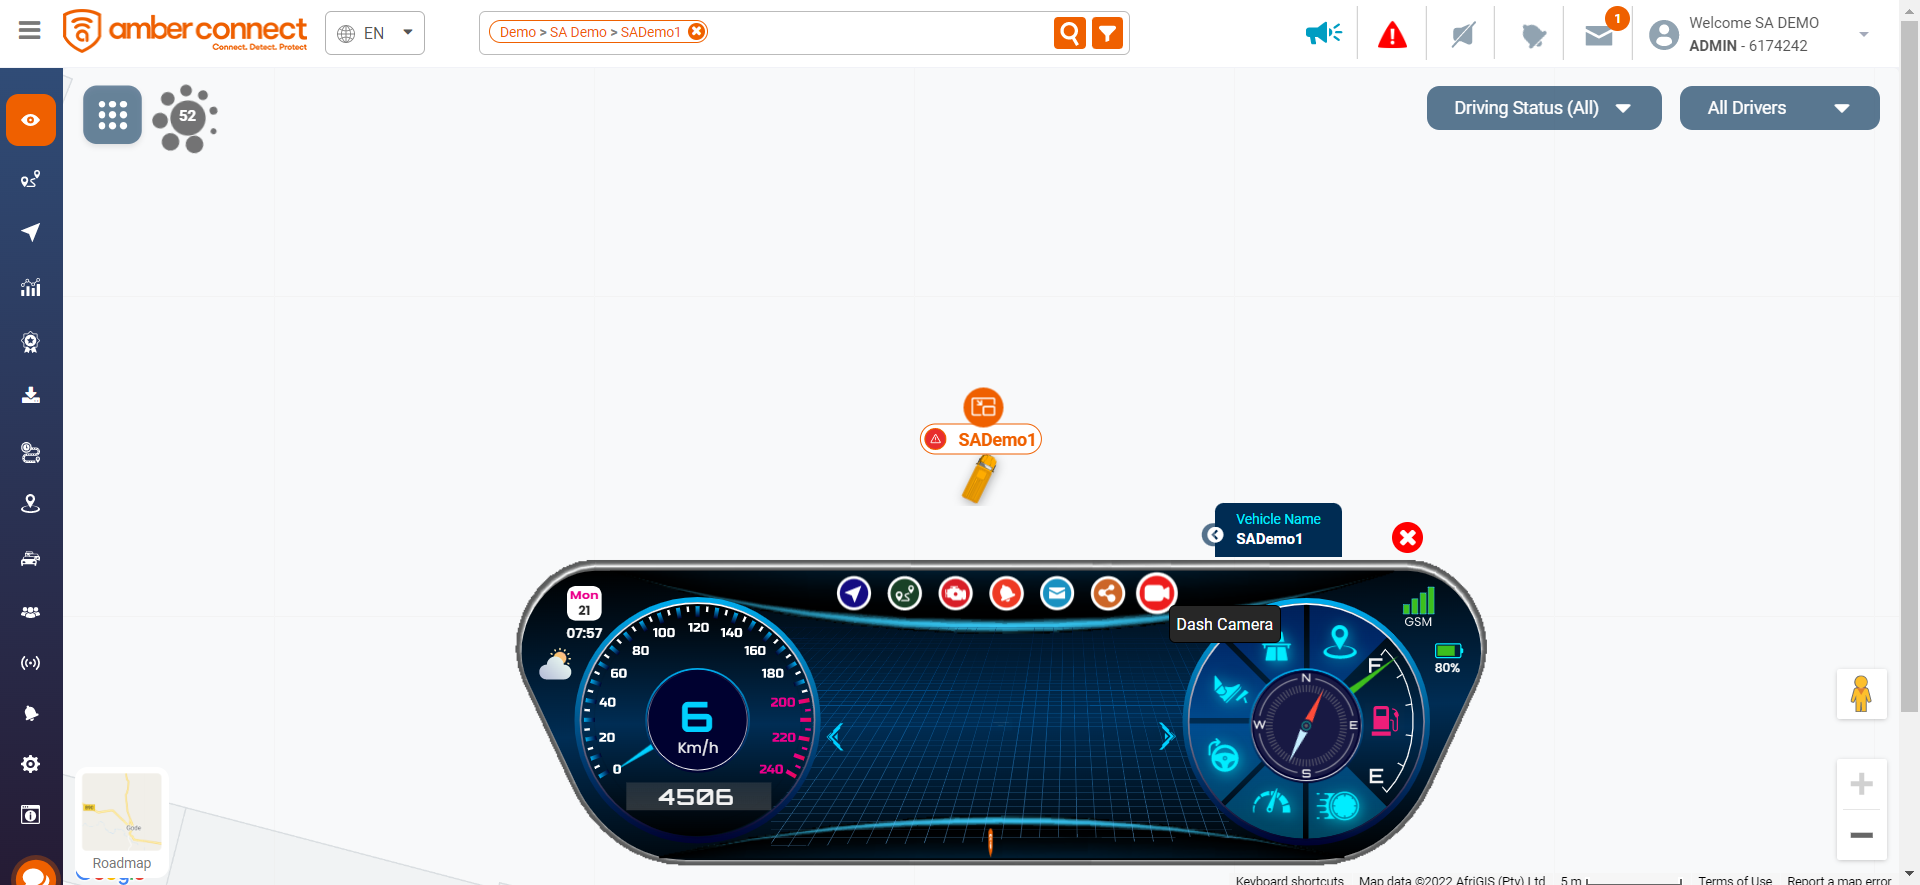 amber connect
Connect. Detect. Protect
EN
Demo > SA Demo > SADemo1
1
Welcome SA DEMO
ADMIN - 6174242
52
Driving Status (All)
All Drivers
SADemo1
Vehicle Name
SADemo1
Mon
21
07:57
Dash Camera
GSM
80%
0
20
40
60
80
100
120
140
160
180
200
220
240
6
Km/h
4506
N
E
S
W
F
E
B90
Gode
Roadmap
Google
Keyboard shortcuts
Map data ©2022 AfriGIS (Pty) Ltd
5 m
Terms of Use
Report a map error